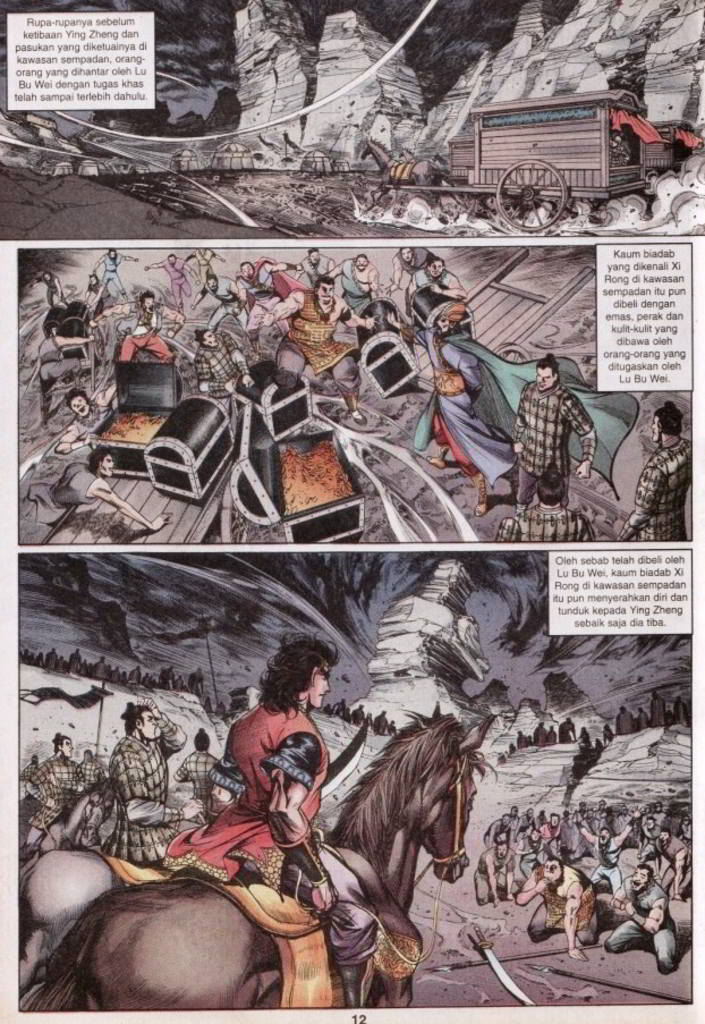 Rupa-rupanya sebelum
ketibaan Ying Zheng dan
pasukan yang diketuainya di
kawasan sempadan, orang-
orang yang dihantar oleh Lu
Bu Wei dengan tugas khas
telah sampai terlebih dahulu.
Kaum biadab
yang dikenali Xi
Rong di kawasan
sempadan itu pun
dibeli dengan
emas, perak dan
kulit-kulit yang
dibawa oleh
orang-orang yang
ditugaskan oleh
Lu Bu Wei.
Oleh sebab telah dibeli oleh
Lu Bu Wei, kaum biadab Xi
Rong di kawasan sempadan
itu pun menyerahkan diri dan
tunduk kepada Ying Zheng
sebaik saja dia tiba.
12